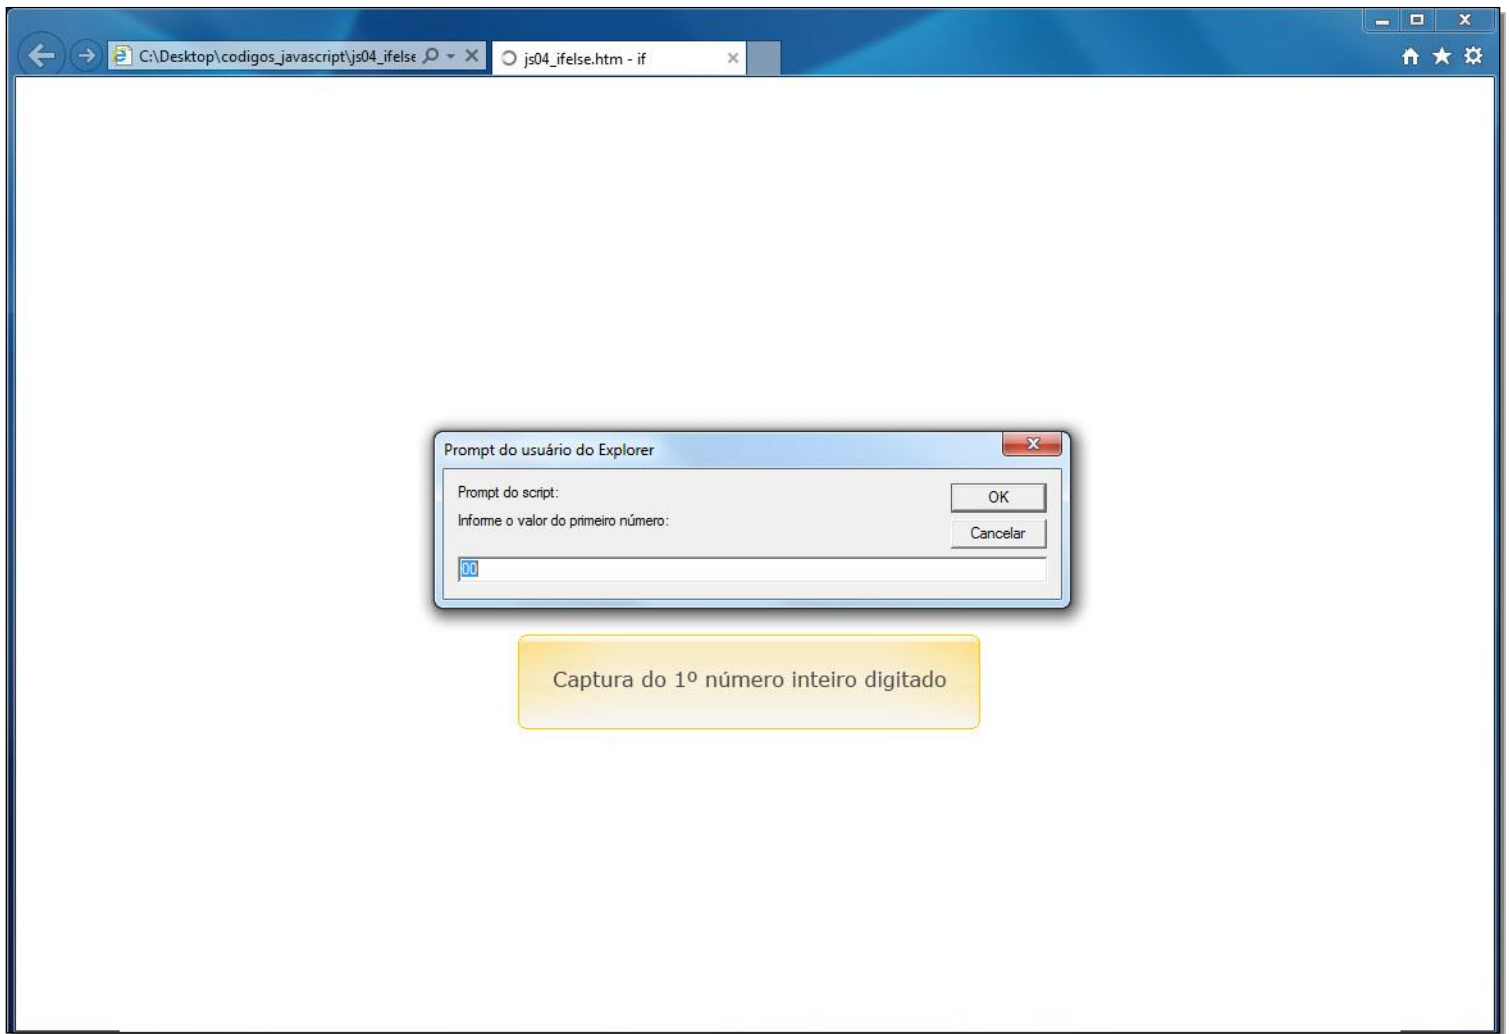 C:\Desktop\codigos_javascript\js04_ifelse
js04_ifelse.htm - if
Prompt do usuário do Explorer
Prompt do script:
OK
Informe o valor do primeiro número:
Cancelar
00
Captura do 1º número inteiro digitado